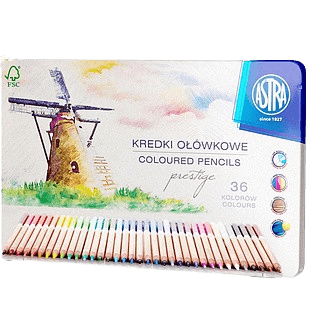 FSC
ASTRA
since 1927
KREDKI OŁÓWKOWE
COLOURED PENCILS
prestige
36
KOLORÓW
COLOURS